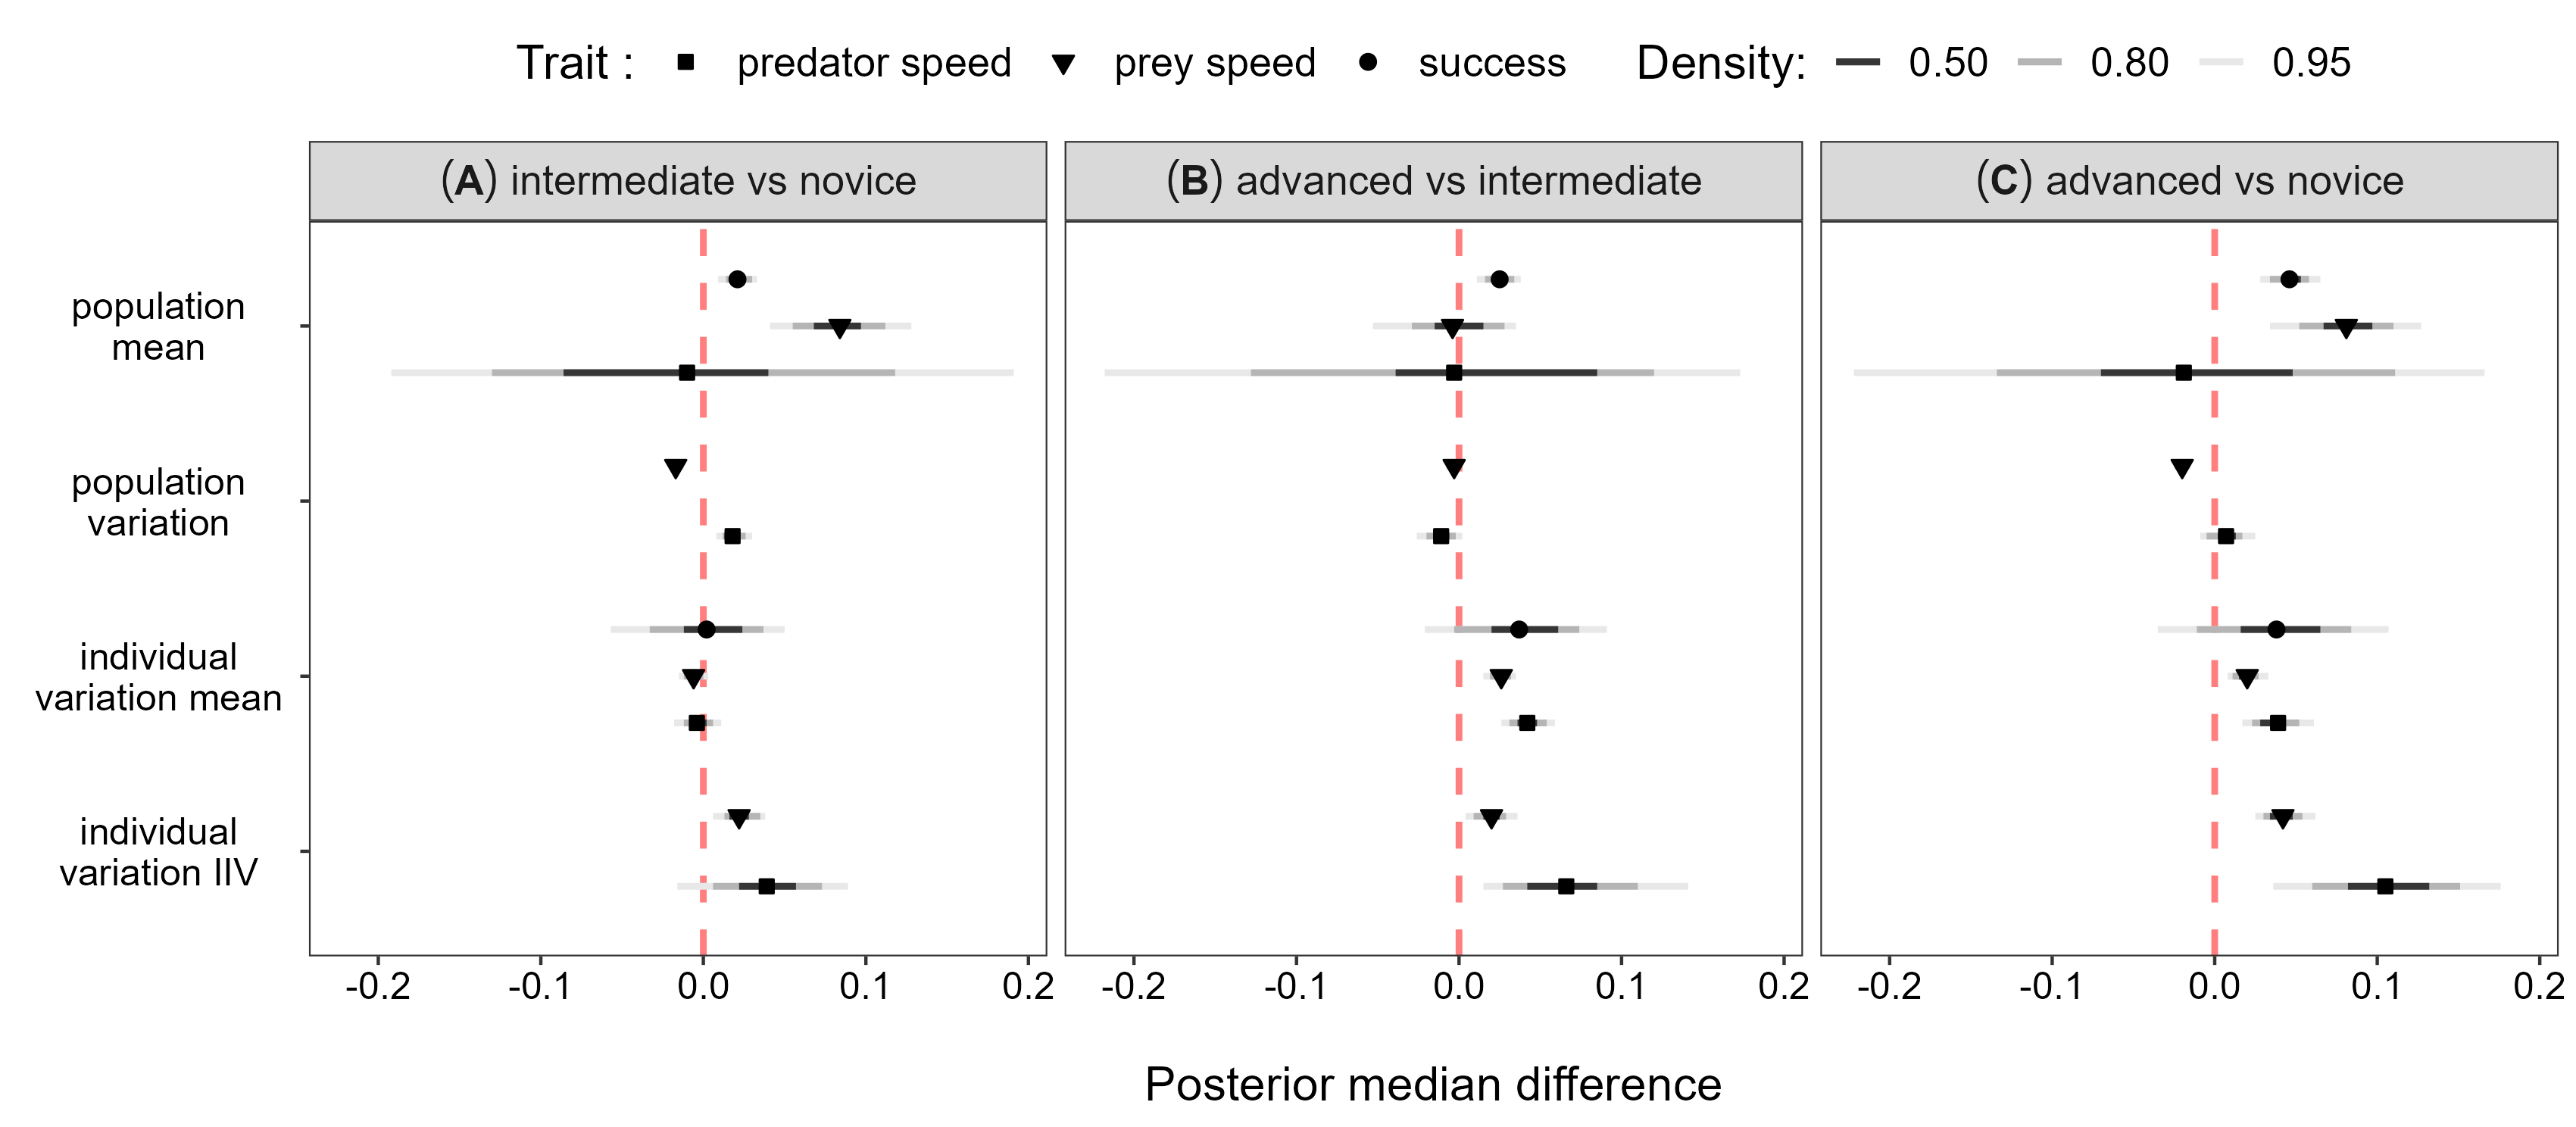 Trait : predator speed prey speed success Density: 0.50 0.80 0.95
(A) intermediate vs novice
(B) advanced vs intermediate
(C) advanced vs novice
population
mean
population
variation
individual
variation mean
individual
variation IIV
-0.2 -0.1 0.0 0.1 0.2
-0.2 -0.1 0.0 0.1 0.2
-0.2 -0.1 0.0 0.1 0.2
Posterior median difference